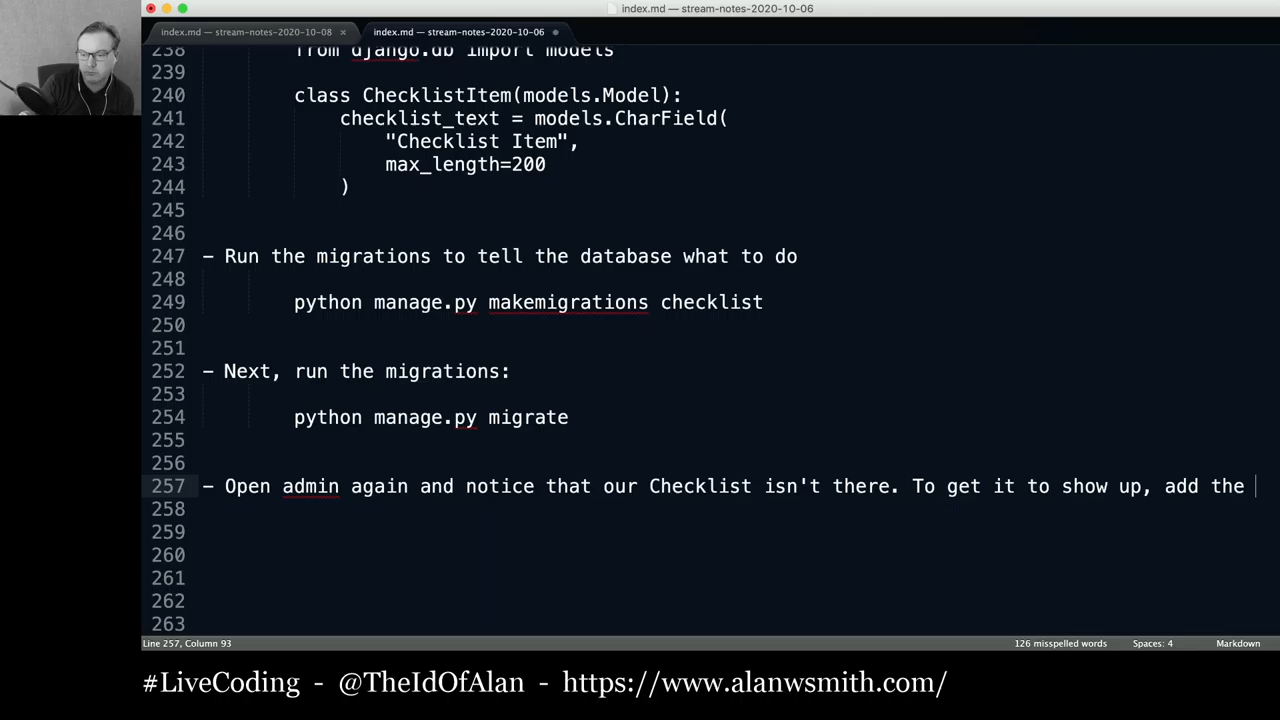 index.md — stream-notes-2020-10-06
index.md — stream-notes-2020-10-08 × index.md — stream-notes-2020-10-06
238 from django.db import models
239
240 class ChecklistItem(models.Model):
241 checklist_text = models.CharField(
242 "Checklist Item",
243 max_length=200
244 )
245
246
247 - Run the migrations to tell the database what to do
248
249 python manage.py makemigrations checklist
250
251
252 - Next, run the migrations:
253
254 python manage.py migrate
255
256
257 - Open admin again and notice that our Checklist isn't there. To get it to show up, add the
258
259
260
261
262
263
Line 257, Column 93 126 misspelled words Spaces: 4 Markdown
#LiveCoding - @TheIdOfAlan - https://www.alanwsmith.com/